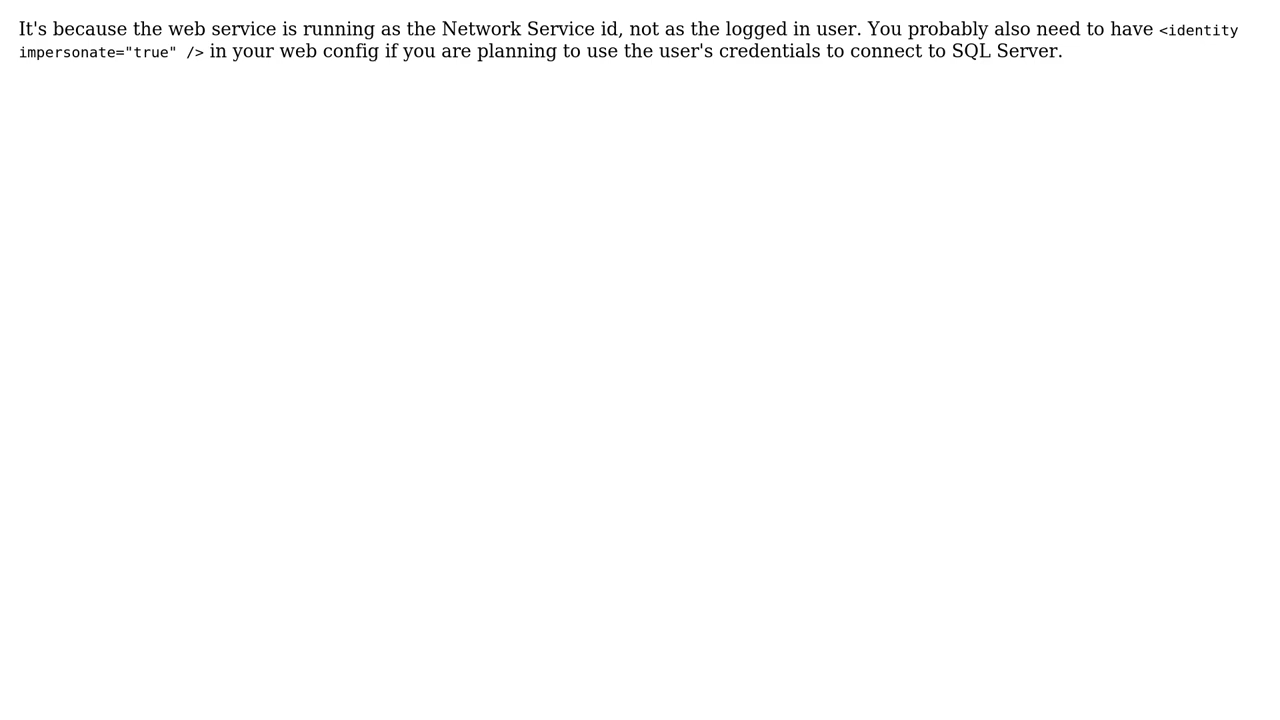 It's because the web service is running as the Network Service id, not as the logged in user. You probably also need to have <identity
impersonate="true" /> in your web config if you are planning to use the user's credentials to connect to SQL Server.